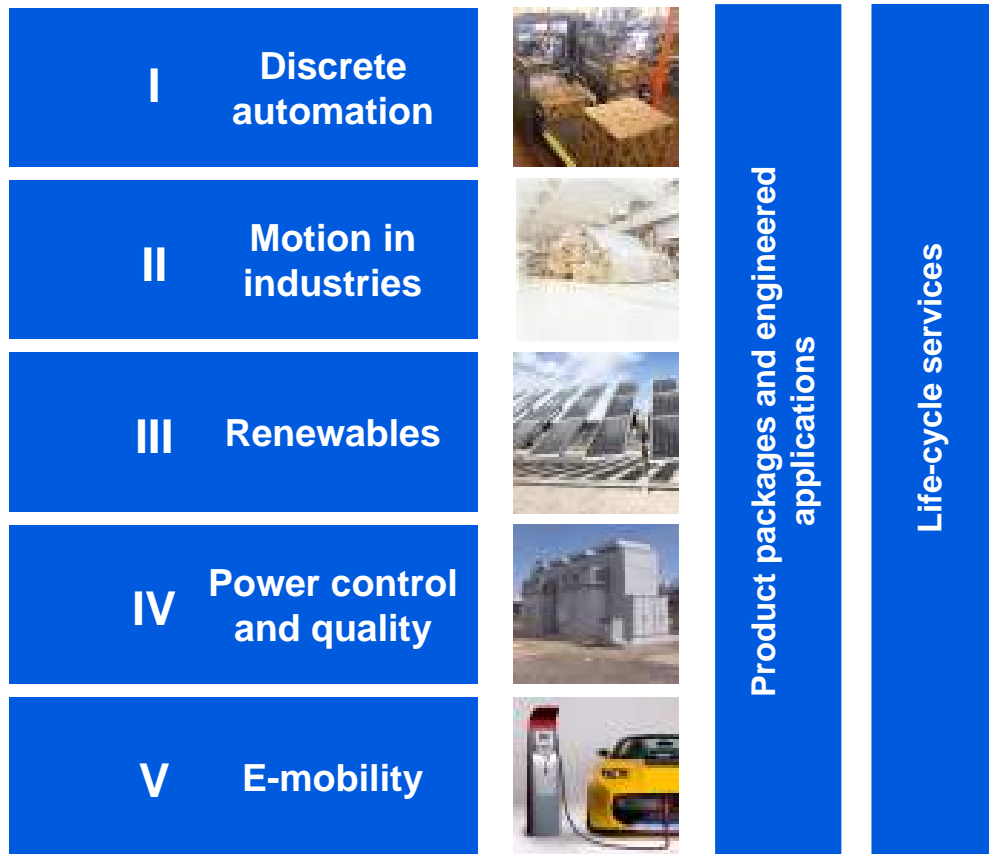 I
Discrete
automation
II
Motion in
industries
III
Renewables
IV
Power control
and quality
V
E-mobility
Product packages and engineered
applications
Life-cycle services